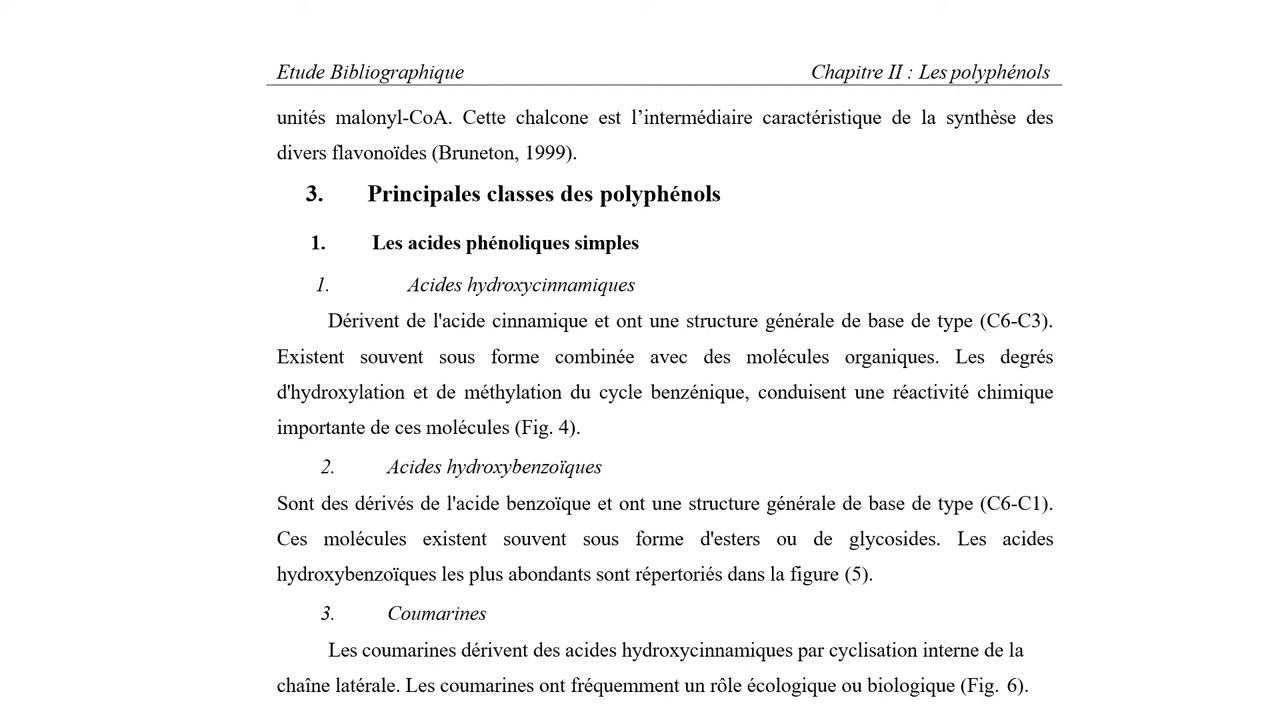 Etude Bibliographique Chapitre II : Les polyphénols
unités malonyl-CoA. Cette chalcone est l’intermédiaire caractéristique de la synthèse des
divers flavonoïdes (Bruneton, 1999).
3. Principales classes des polyphénols
1. Les acides phénoliques simples
1. Acides hydroxycinnamiques
Dérivent de l'acide cinnamique et ont une structure générale de base de type (C6-C3).
Existent souvent sous forme combinée avec des molécules organiques. Les degrés
d'hydroxylation et de méthylation du cycle benzénique, conduisent une réactivité chimique
importante de ces molécules (Fig. 4).
2. Acides hydroxybenzoïques
Sont des dérivés de l'acide benzoïque et ont une structure générale de base de type (C6-C1).
Ces molécules existent souvent sous forme d'esters ou de glycosides. Les acides
hydroxybenzoïques les plus abondants sont répertoriés dans la figure (5).
3. Coumarines
Les coumarines dérivent des acides hydroxycinnamiques par cyclisation interne de la
chaîne latérale. Les coumarines ont fréquemment un rôle écologique ou biologique (Fig. 6).